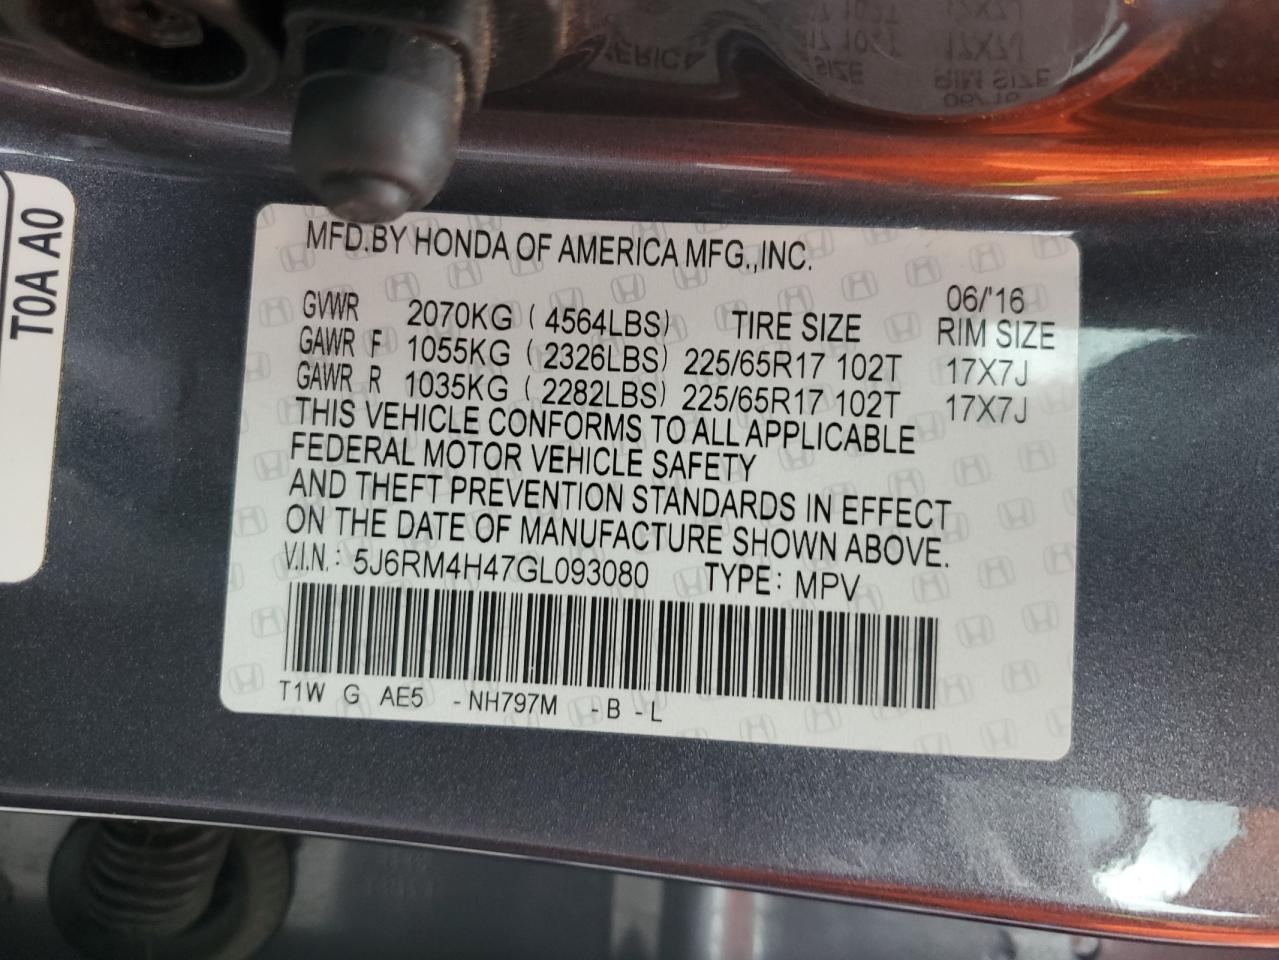 MFD.BY HONDA OF AMERICA MFG.,INC.
06/'16
GVWR 2070KG ( 4564LBS) TIRE SIZE RIM SIZE
GAWR F 1055KG ( 2326LBS) 225/65R17 102T 17X7J
GAWR R 1035KG ( 2282LBS) 225/65R17 102T 17X7J
THIS VEHICLE CONFORMS TO ALL APPLICABLE
FEDERAL MOTOR VEHICLE SAFETY
AND THEFT PREVENTION STANDARDS IN EFFECT
ON THE DATE OF MANUFACTURE SHOWN ABOVE.
V.I.N.: 5J6RM4H47GL093080 TYPE: MPV
T1W G AE5 -NH797M -B -L
T0A A0